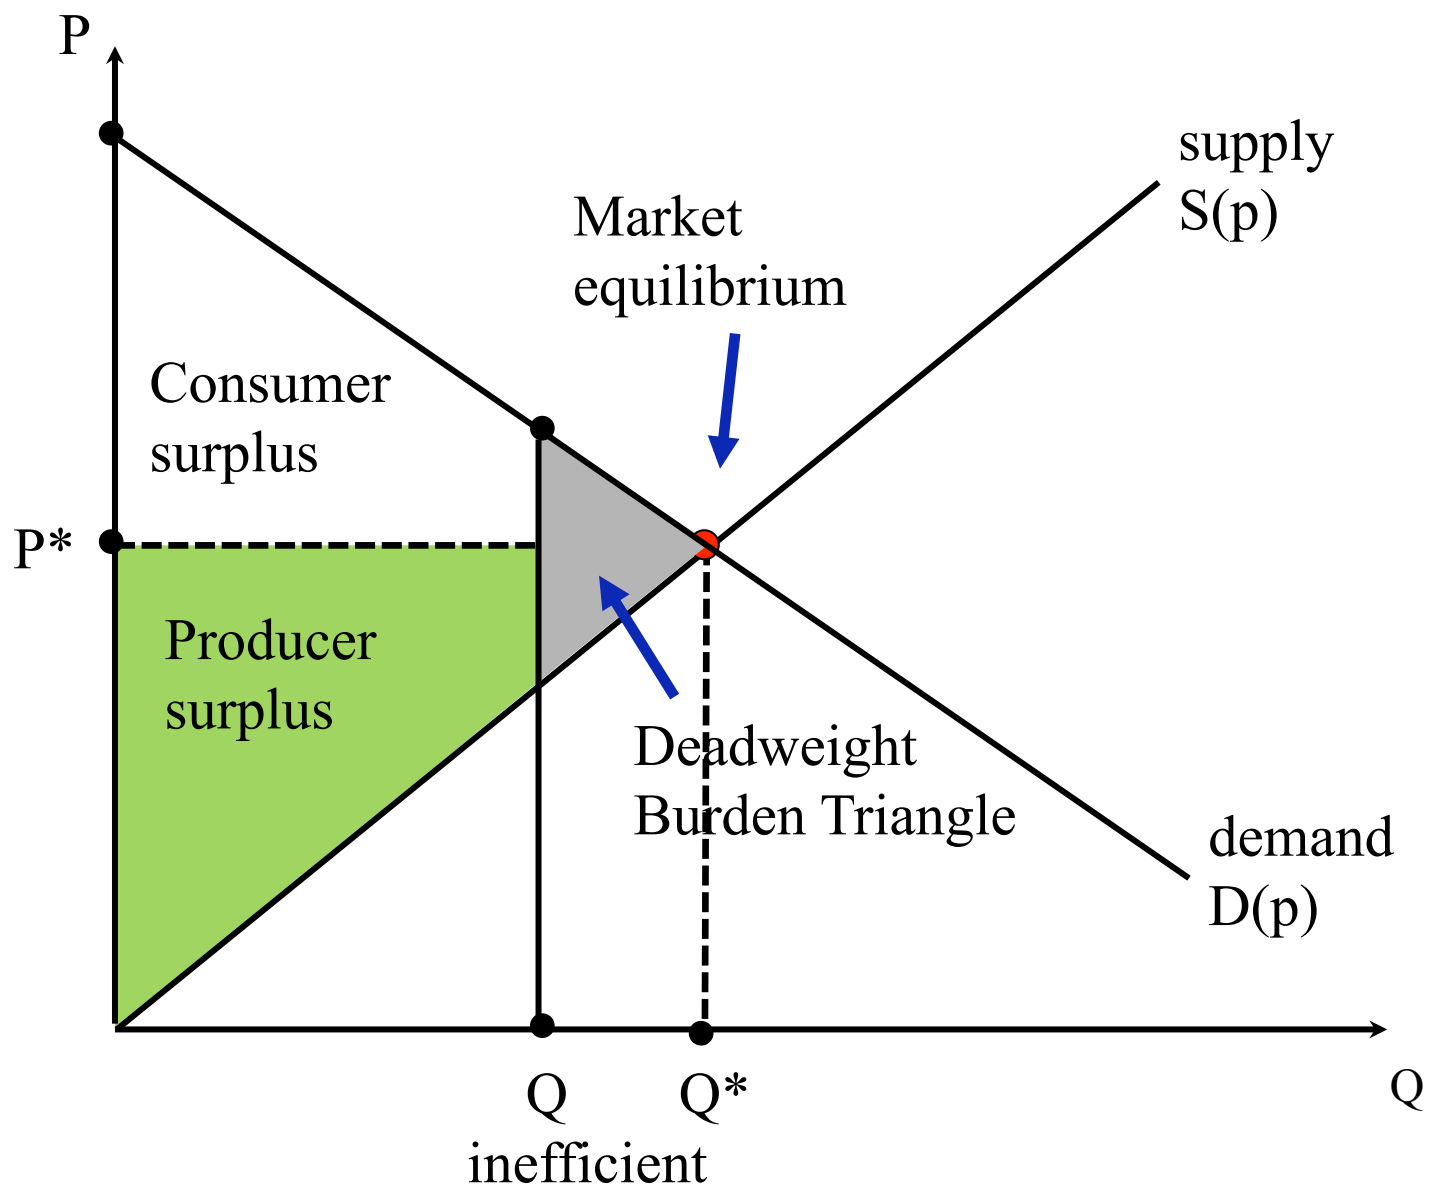 P
supply
S(p)
Market
equilibrium
Consumer
surplus
P*
Producer
surplus
Deadweight
Burden Triangle
demand
D(p)
Q
Q*
Q
inefficient